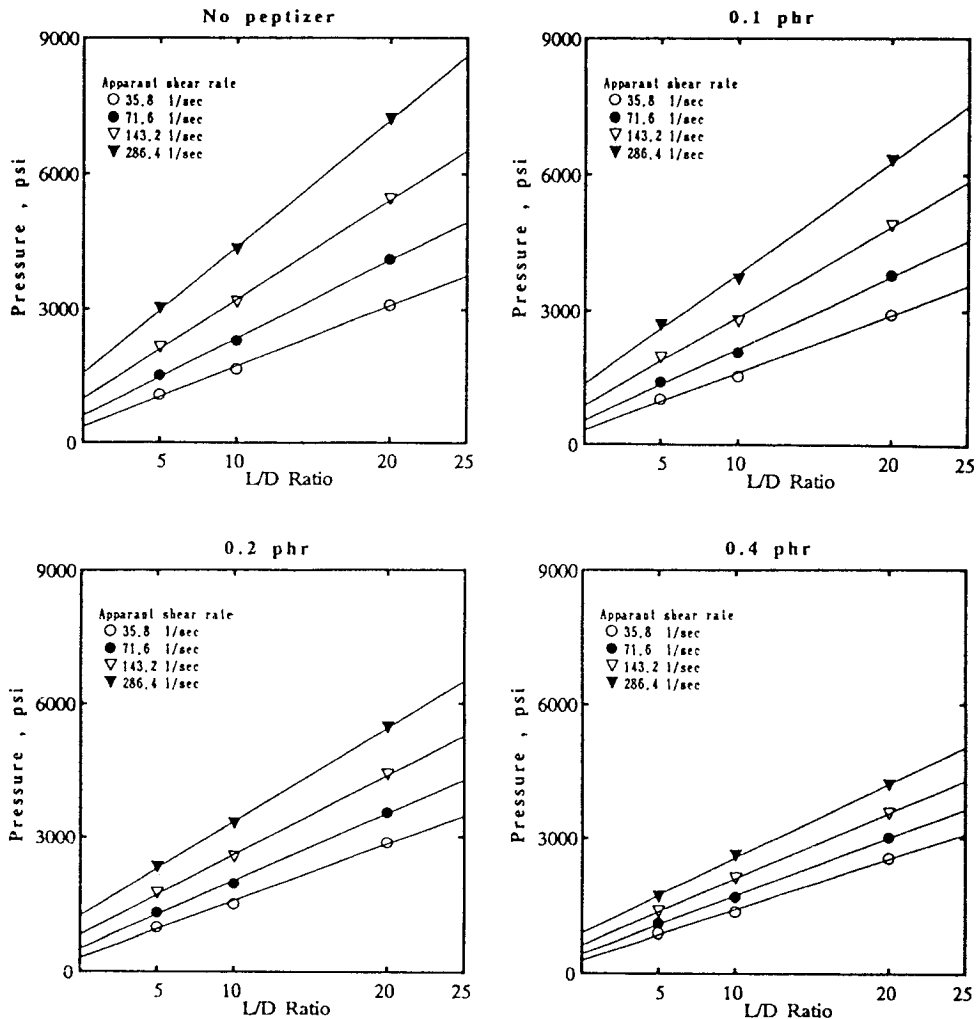 No peptizer
Pressure , psi
9000
6000
3000
0
Apparant shear rate
35.8 1/sec
71.6 1/sec
143.2 1/sec
286.4 1/sec
5 10 20 25
L/D Ratio
0.1 phr
Pressure , psi
9000
6000
3000
0
Apparant shear rate
35.8 1/sec
71.6 1/sec
143.2 1/sec
286.4 1/sec
5 10 20 25
L/D Ratio
0.2 phr
Pressure , psi
9000
6000
3000
0
Apparant shear rate
35.8 1/sec
71.6 1/sec
143.2 1/sec
286.4 1/sec
5 10 20 25
L/D Ratio
0.4 phr
Pressure , psi
9000
6000
3000
0
Apparant shear rate
35.8 1/sec
71.6 1/sec
143.2 1/sec
286.4 1/sec
5 10 20 25
L/D Ratio